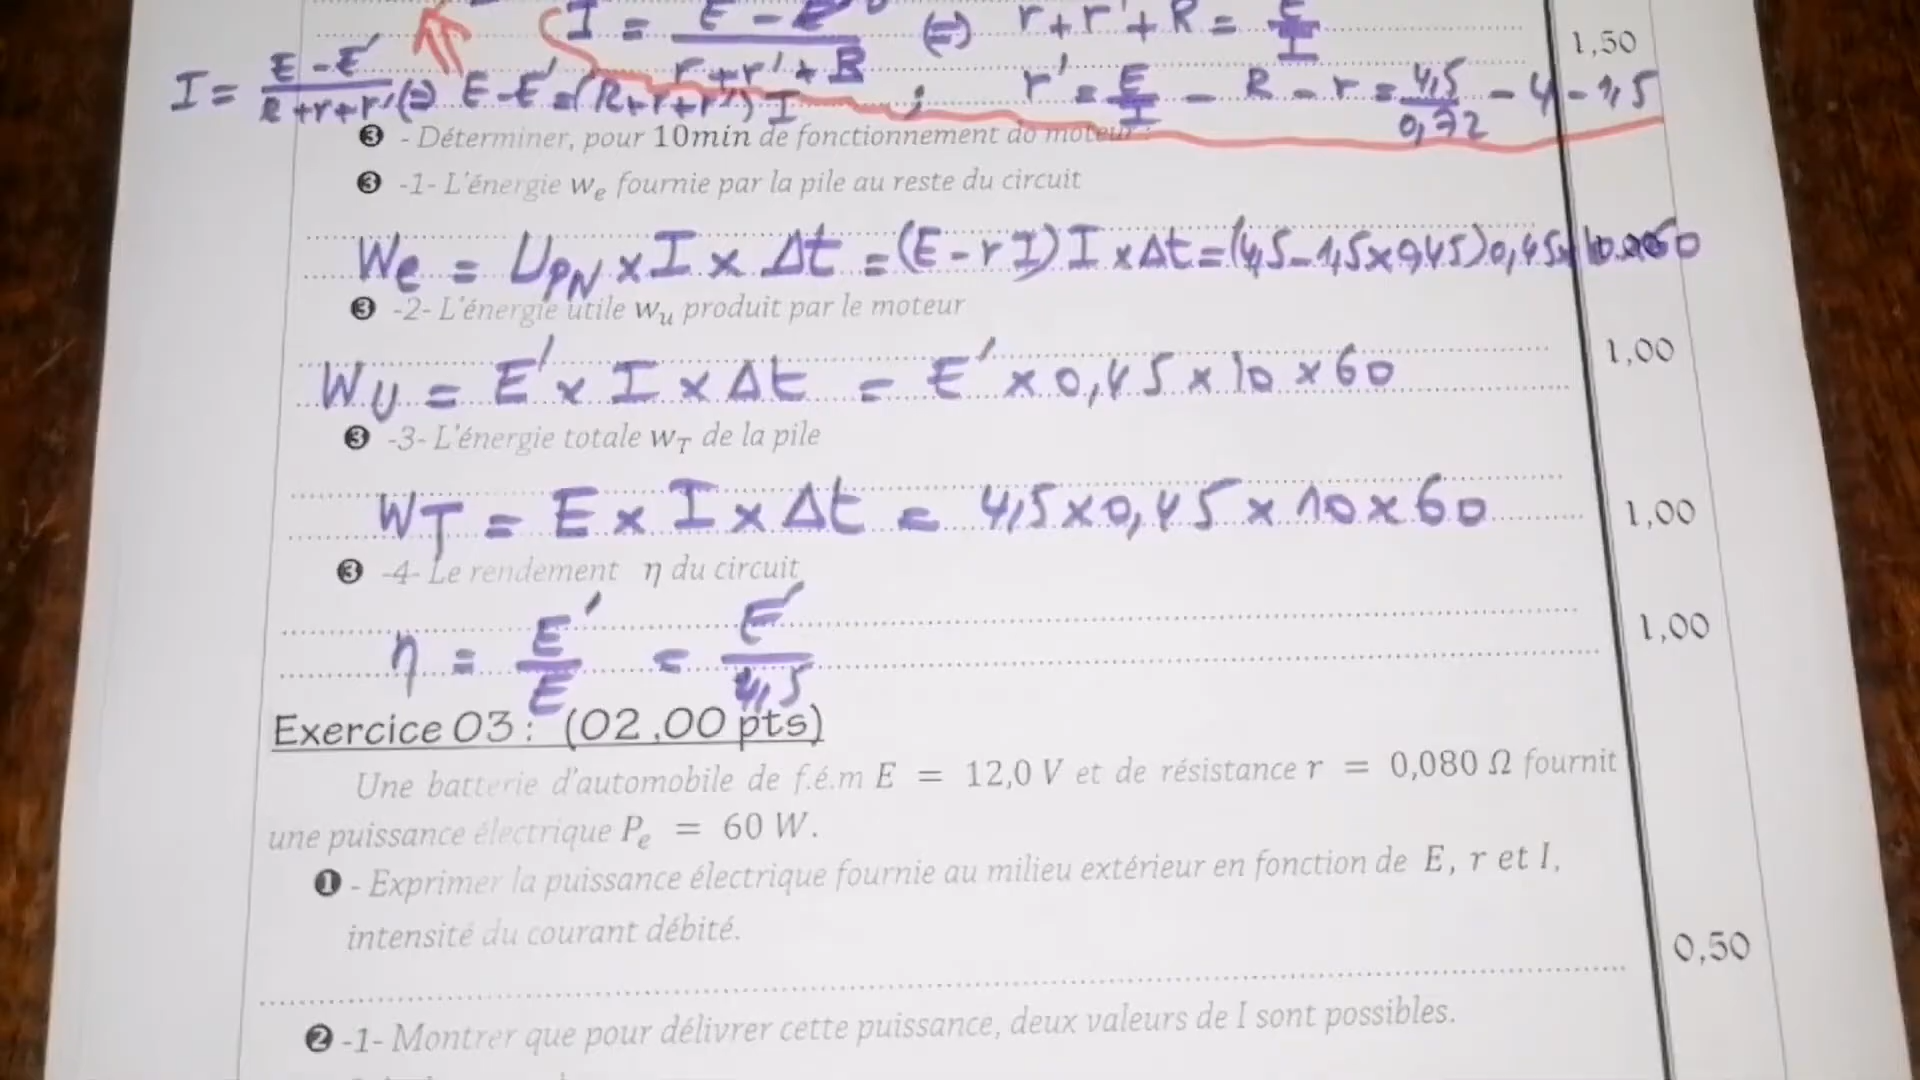 I = E - E' / r + r' + R ⇔ r + r' + R = E/I
1,50
I = E - E' / R + r + r' ⇔ E - E' = (R + r + r') I ; r' = E/I - R - r = 4,5/0,72 - 4 - 1,5
❸ - Déterminer, pour 10min de fonctionnement do moteur :
❸ -1- L'énergie We fournie par la pile au reste du circuit
We = UPN × I × Δt = (E - r I) I × Δt = (4,5 - 1,5 × 0,45) 0,45 × 10 × 60
❸ -2- L'énergie utile Wu produit par le moteur
1,00
WU = E' × I × Δt = E' × 0,45 × 10 × 60
❸ -3- L'énergie totale WT de la pile
WT = E × I × Δt = 4,5 × 0,45 × 10 × 60
1,00
❸ -4- Le rendement η du circuit
1,00
η = E'/E = E'/4,5
Exercice 03 : (02,00 pts)
Une batterie d'automobile de f.é.m E = 12,0 V et de résistance r = 0,080 Ω fournit
une puissance électrique Pe = 60 W.
❶ - Exprimer la puissance électrique fournie au milieu extérieur en fonction de E, r et I,
intensité du courant débité.
0,50
❷ -1- Montrer que pour délivrer cette puissance, deux valeurs de I sont possibles.